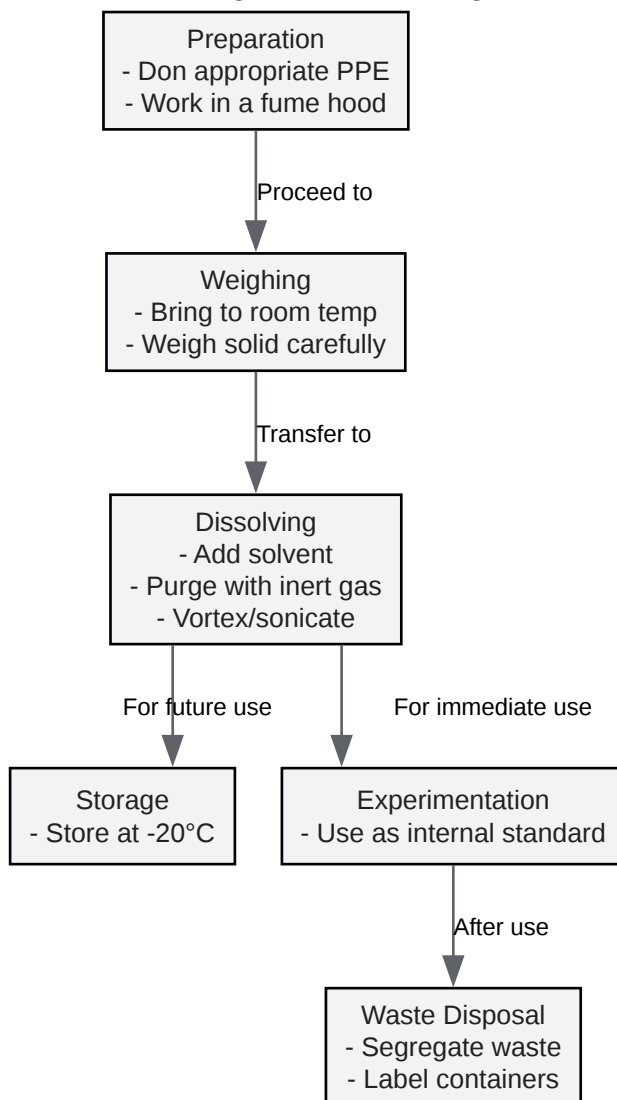 Preparation
- Don appropriate PPE
- Work in a fume hood
Proceed to
Weighing
- Bring to room temp
- Weigh solid carefully
Transfer to
Dissolving
- Add solvent
- Purge with inert gas
- Vortex/sonicate
For future use
For immediate use
Storage
- Store at -20°C
Experimentation
- Use as internal standard
After use
Waste Disposal
- Segregate waste
- Label containers